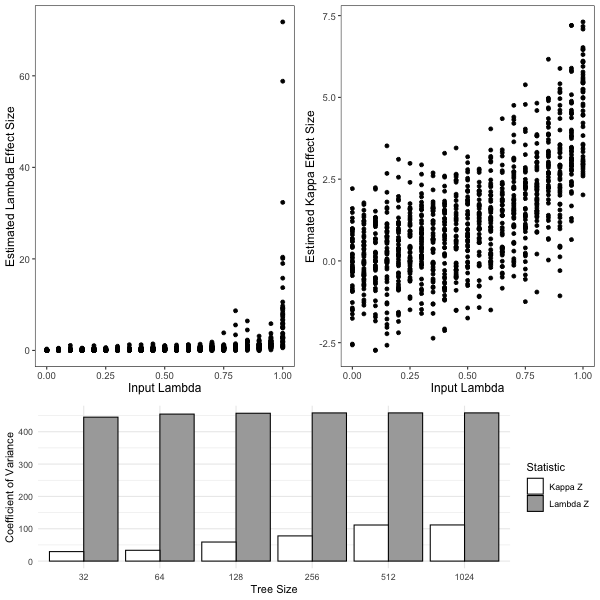 Estimated Lambda Effect Size
60
40
20
0
0.00 0.25 0.50 0.75 1.00
Input Lambda
Estimated Kappa Effect Size
7.5
5.0
2.5
0.0
-2.5
0.00 0.25 0.50 0.75 1.00
Input Lambda
Coefficient of Variance
400
300
200
100
0
32 64 128 256 512 1024
Tree Size
Statistic
Kappa Z
Lambda Z